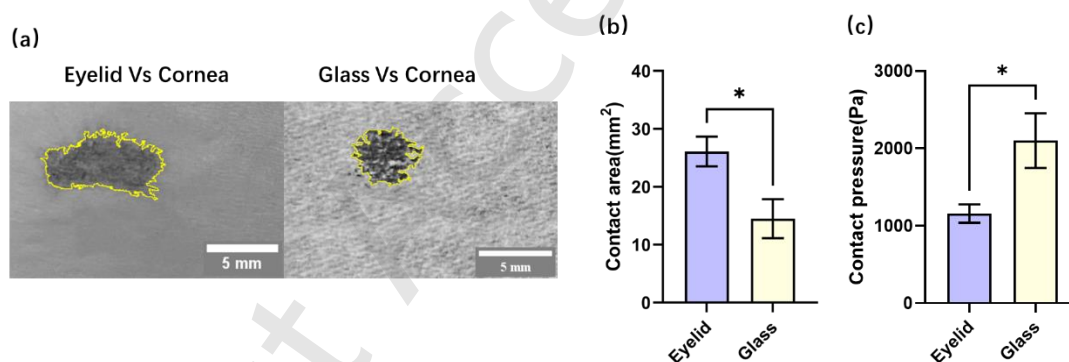 (a)
Eyelid Vs Cornea
Glass Vs Cornea
5 mm
5 mm
(b)
Contact area(mm²)
40
30
20
10
0
*
Eyelid
Glass
(c)
Contact pressure(Pa)
3000
2000
1000
0
*
Eyelid
Glass